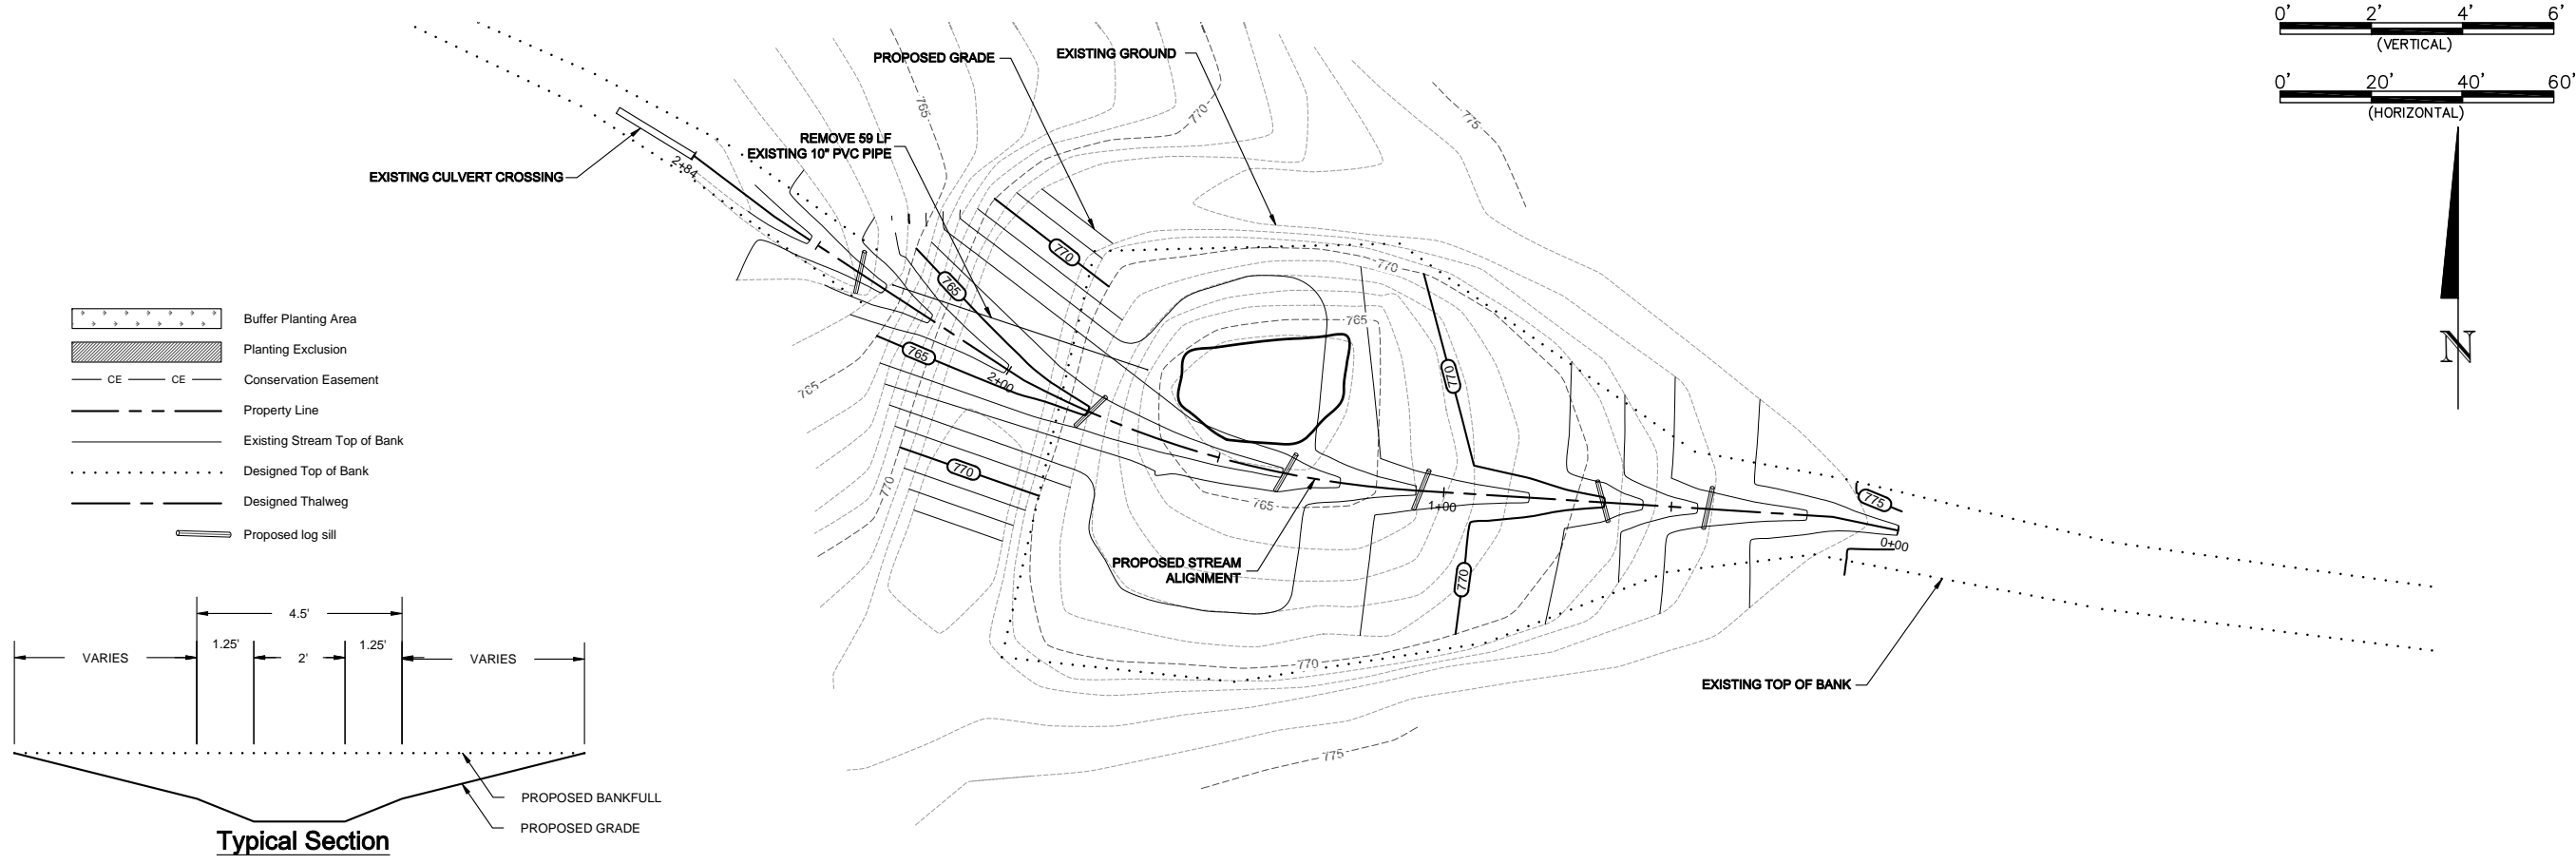 0' 2' 4' 6'
(VERTICAL)
0' 20' 40' 60'
(HORIZONTAL)
N
PROPOSED GRADE
EXISTING GROUND
REMOVE 59 LF
EXISTING 10" PVC PIPE
EXISTING CULVERT CROSSING
2+84
765
770
775
770
765
770
765
765
765
2+00
770
770
770
765
1+00
770
775
0+00
PROPOSED STREAM
ALIGNMENT
770
770
EXISTING TOP OF BANK
775
Buffer Planting Area
Planting Exclusion
CE CE Conservation Easement
Property Line
Existing Stream Top of Bank
Designed Top of Bank
Designed Thalweg
Proposed log sill
4.5'
1.25' 1.25'
VARIES 2' VARIES
PROPOSED BANKFULL
PROPOSED GRADE
Typical Section